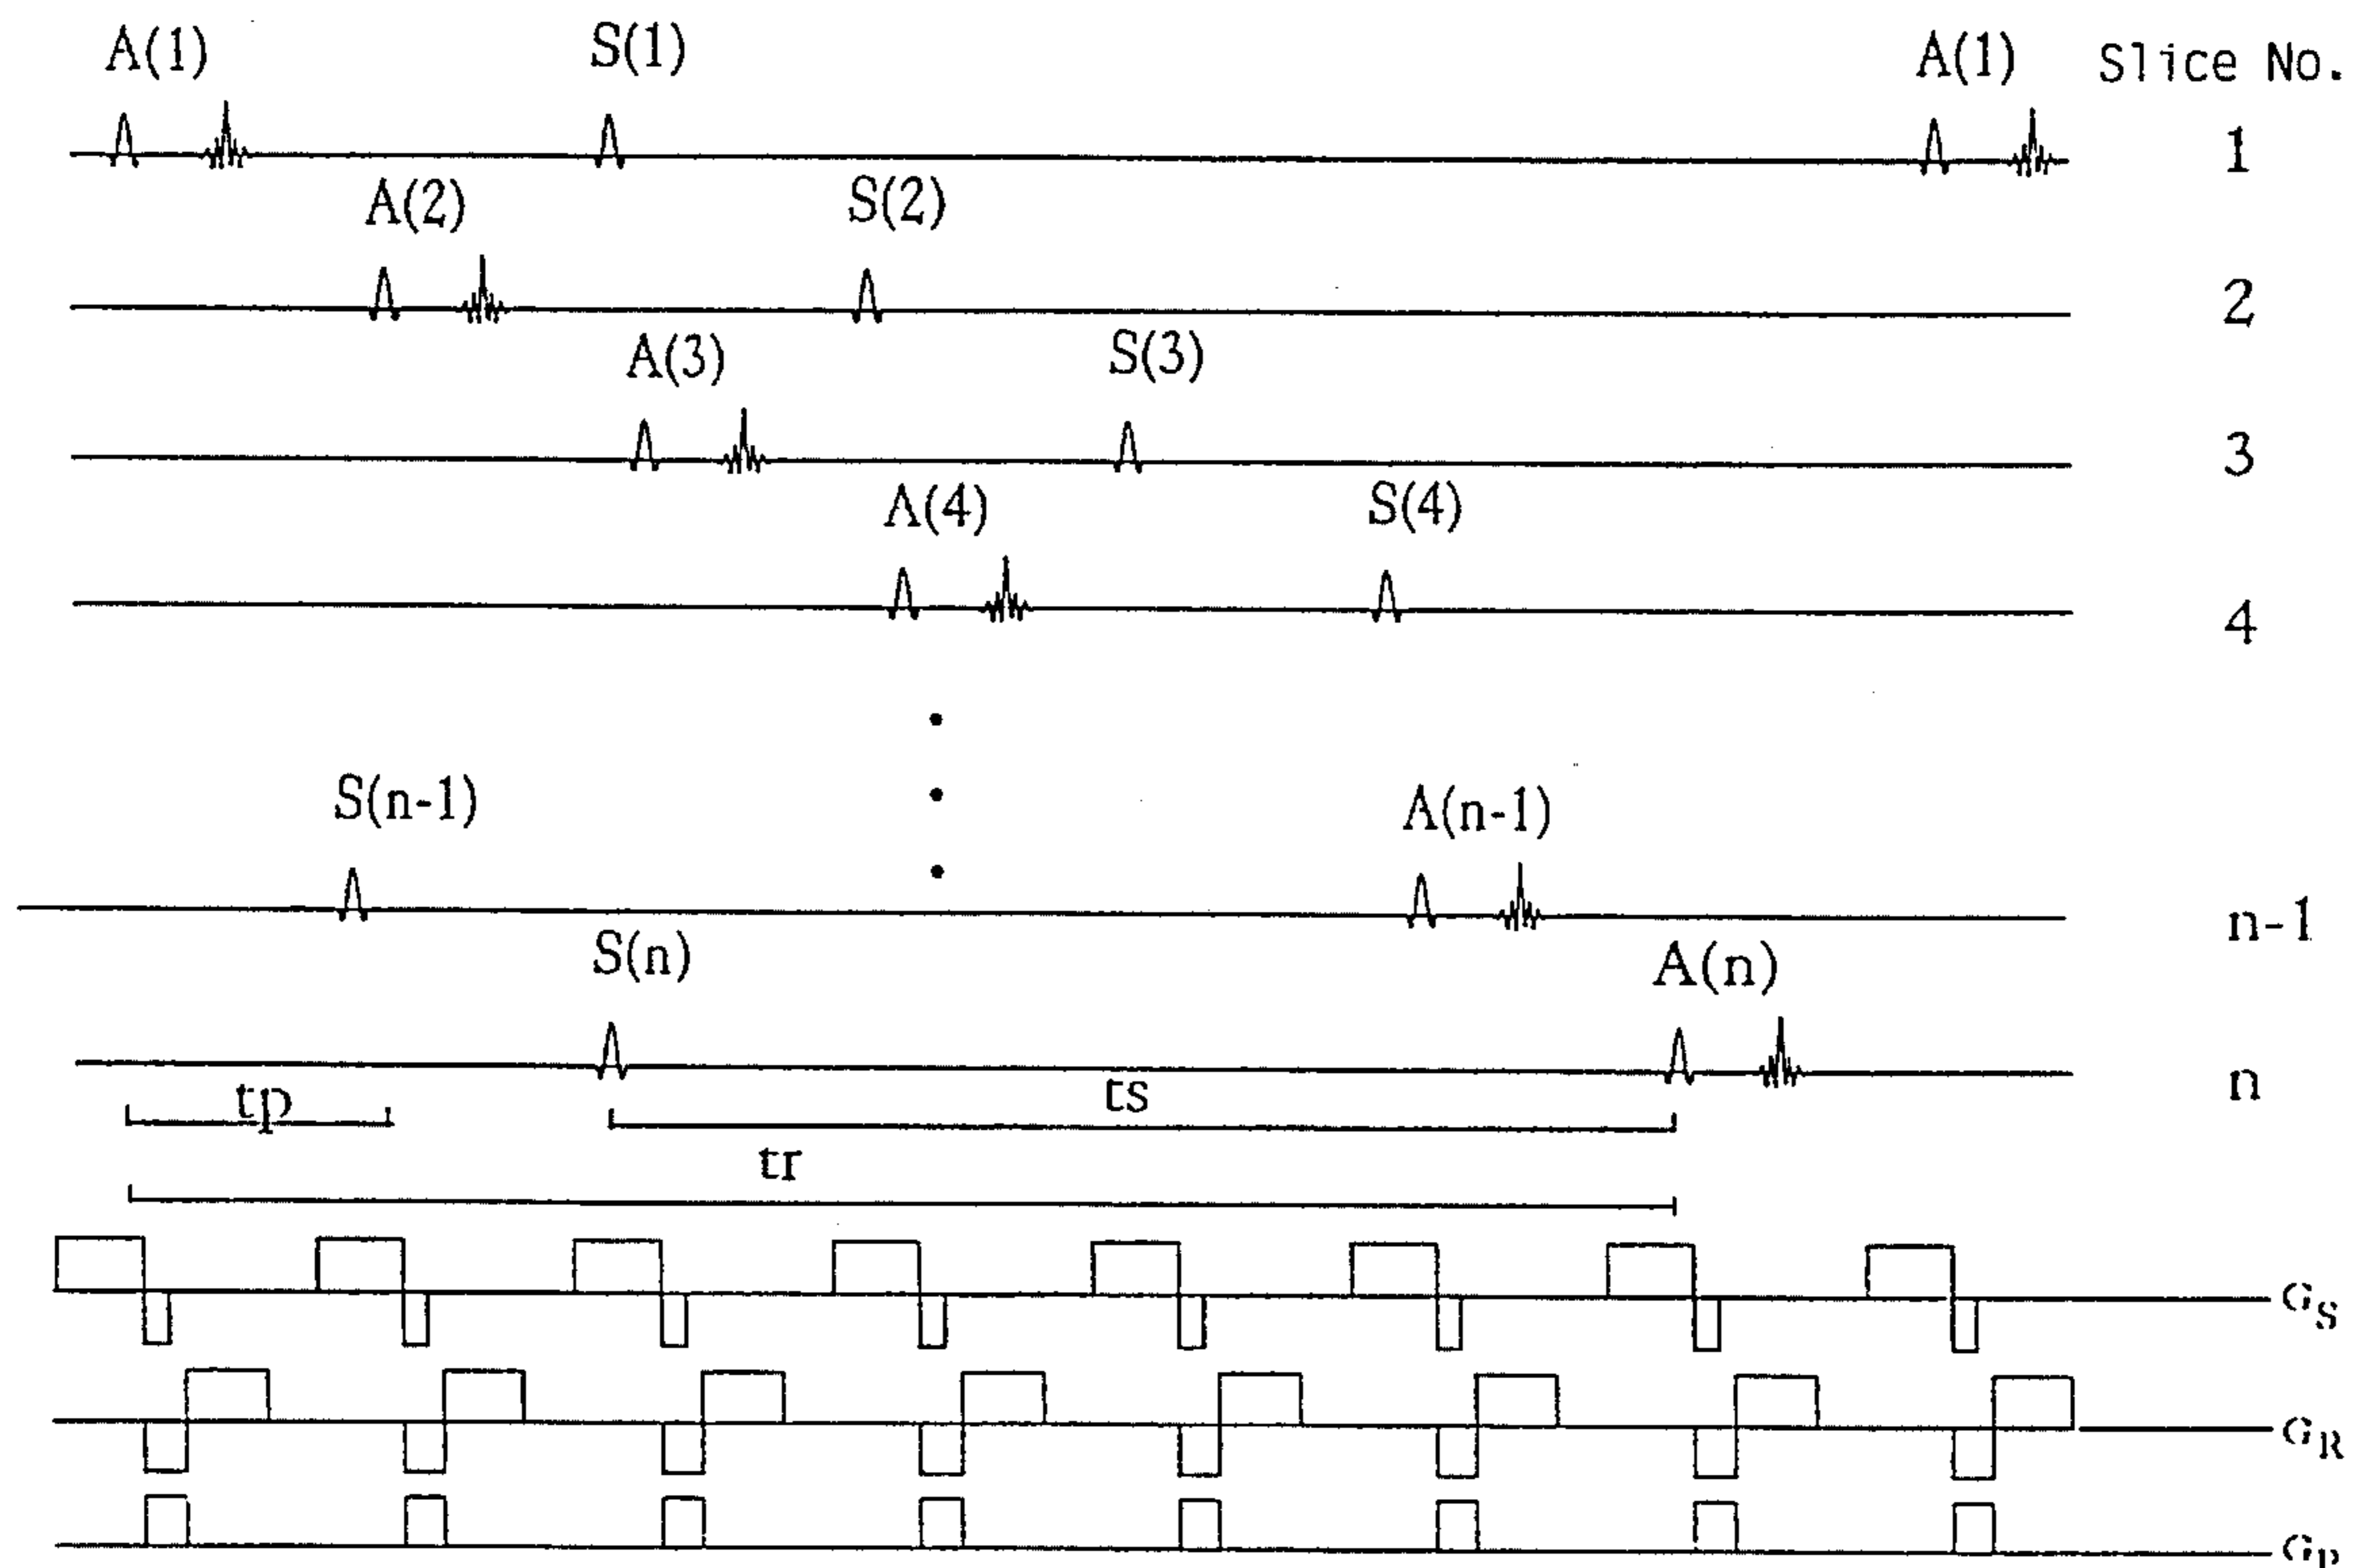 A(1) S(1) A(1) Slice No.
1
A(2) S(2)
2
A(3) S(3)
3
A(4) S(4)
4
S(n-1) A(n-1)
n-1
S(n) A(n)
n
tp ts
tr
GS
GR
GP